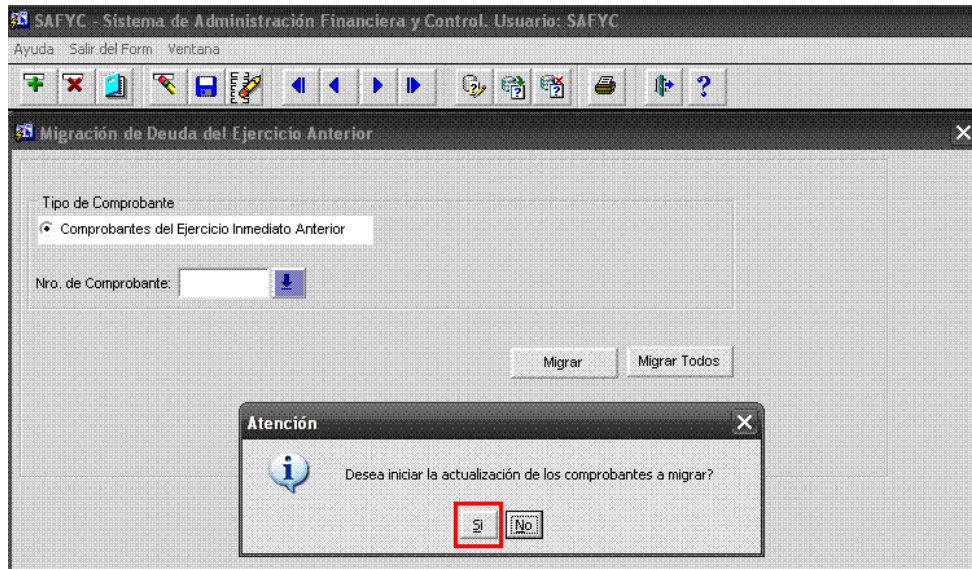 SAFYC - Sistema de Administración Financiera y Control. Usuario: SAFYC
Ayuda Salir del Form Ventana
Migración de Deuda del Ejercicio Anterior
Tipo de Comprobante
Comprobantes del Ejercicio Inmediato Anterior
Nro. de Comprobante:
Migrar Migrar Todos
Atención
Desea iniciar la actualización de los comprobantes a migrar?
Si No